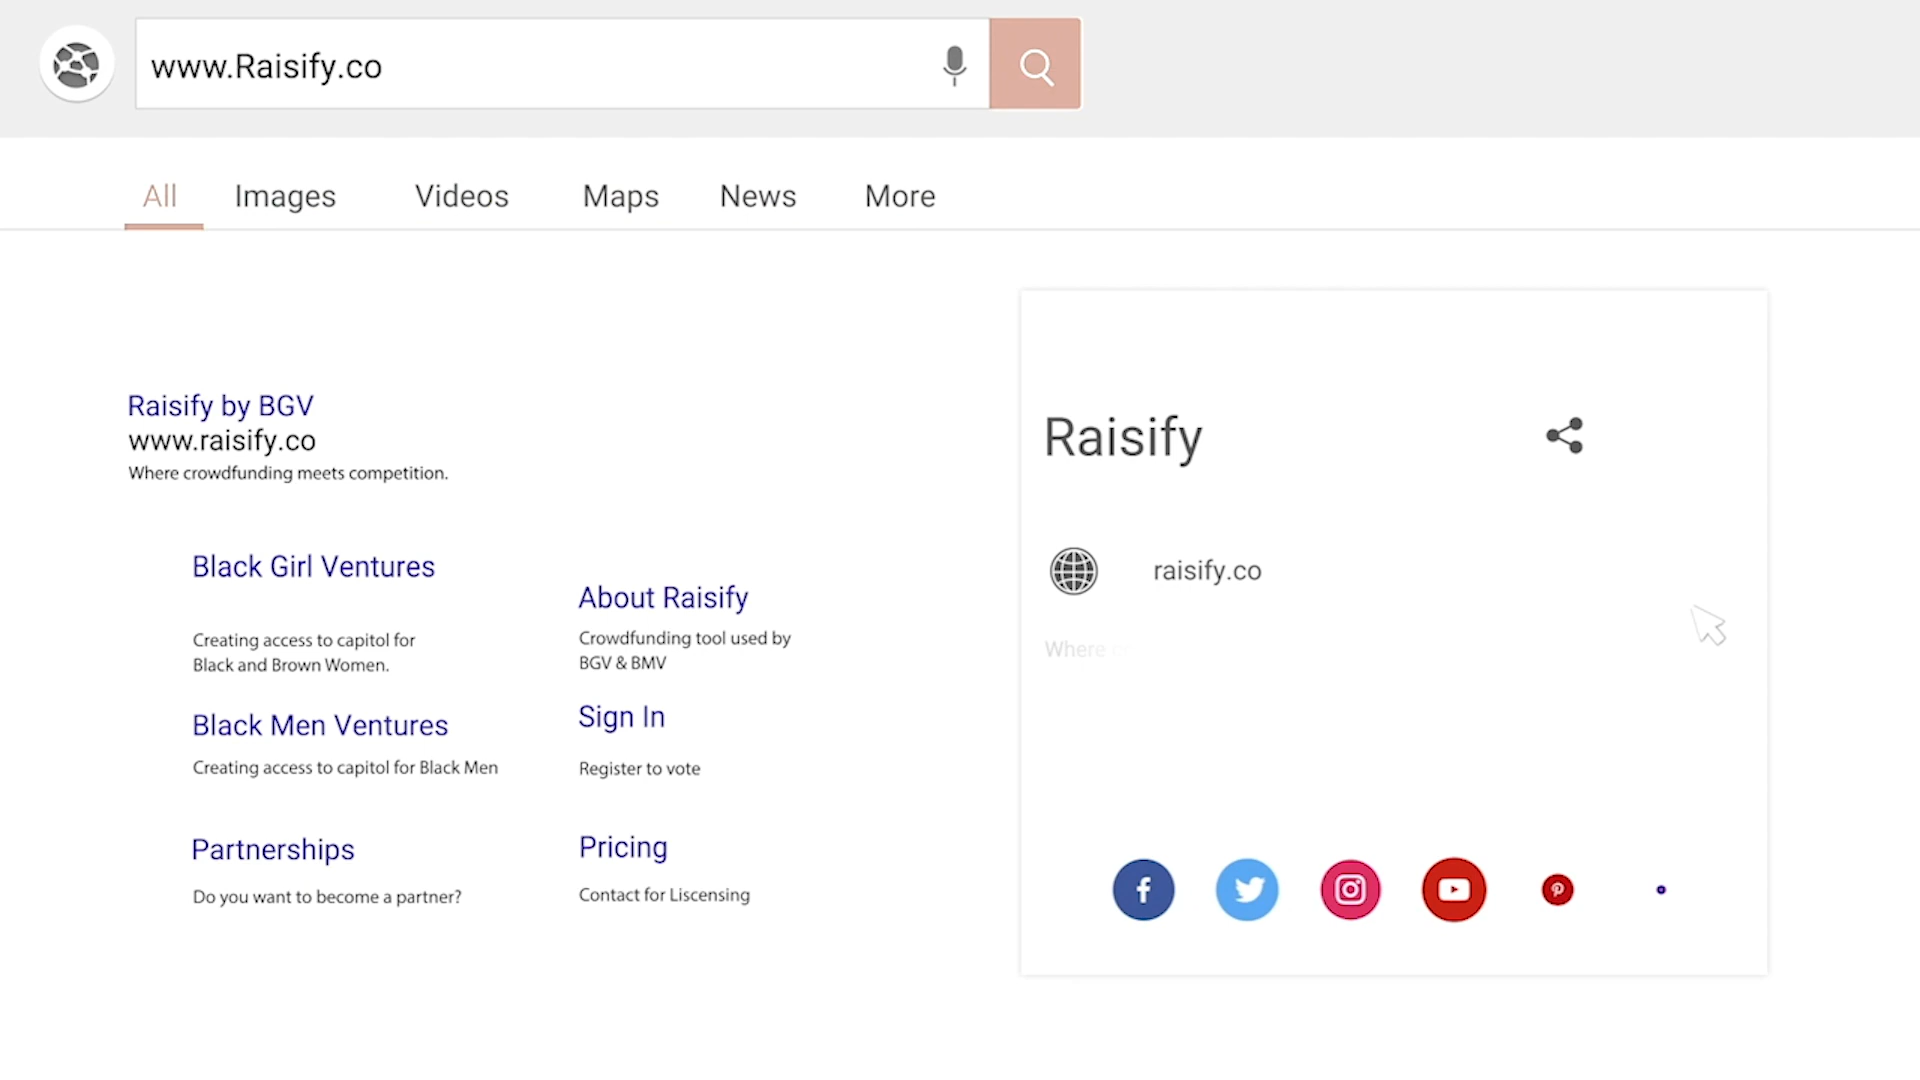 www.Raisify.co
All Images Videos Maps News More
Raisify by BGV
www.raisify.co
Where crowdfunding meets competition.
Black Girl Ventures
Creating access to capitol for
Black and Brown Women.
Black Men Ventures
Creating access to capitol for Black Men
Partnerships
Do you want to become a partner?
About Raisify
Crowdfunding tool used by
BGV & BMV
Sign In
Register to vote
Pricing
Contact for Liscensing
Raisify
raisify.co
Where